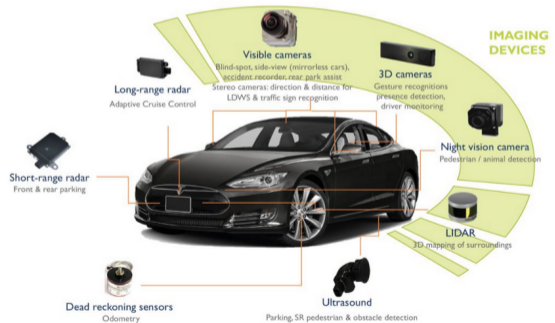 IMAGING
DEVICES
Visible cameras
Blind-spot, side-view (mirrorless cars),
accident recorder, rear park assist
Stereo cameras: direction & distance for
LDWS & traffic sign recignition
3D cameras
Gesture recognitions
presence detection,
driver monitoring
Long-range radar
Adaptive Cruise Control
Night vision camera
Pedestrian / animal detection
Short-range radar
Front & rear parking
LIDAR
3D mapping of surroundings
Dead reckoning sensors
Odometry
Ultrasound
Parking, SR pedestrian & obstacle detection